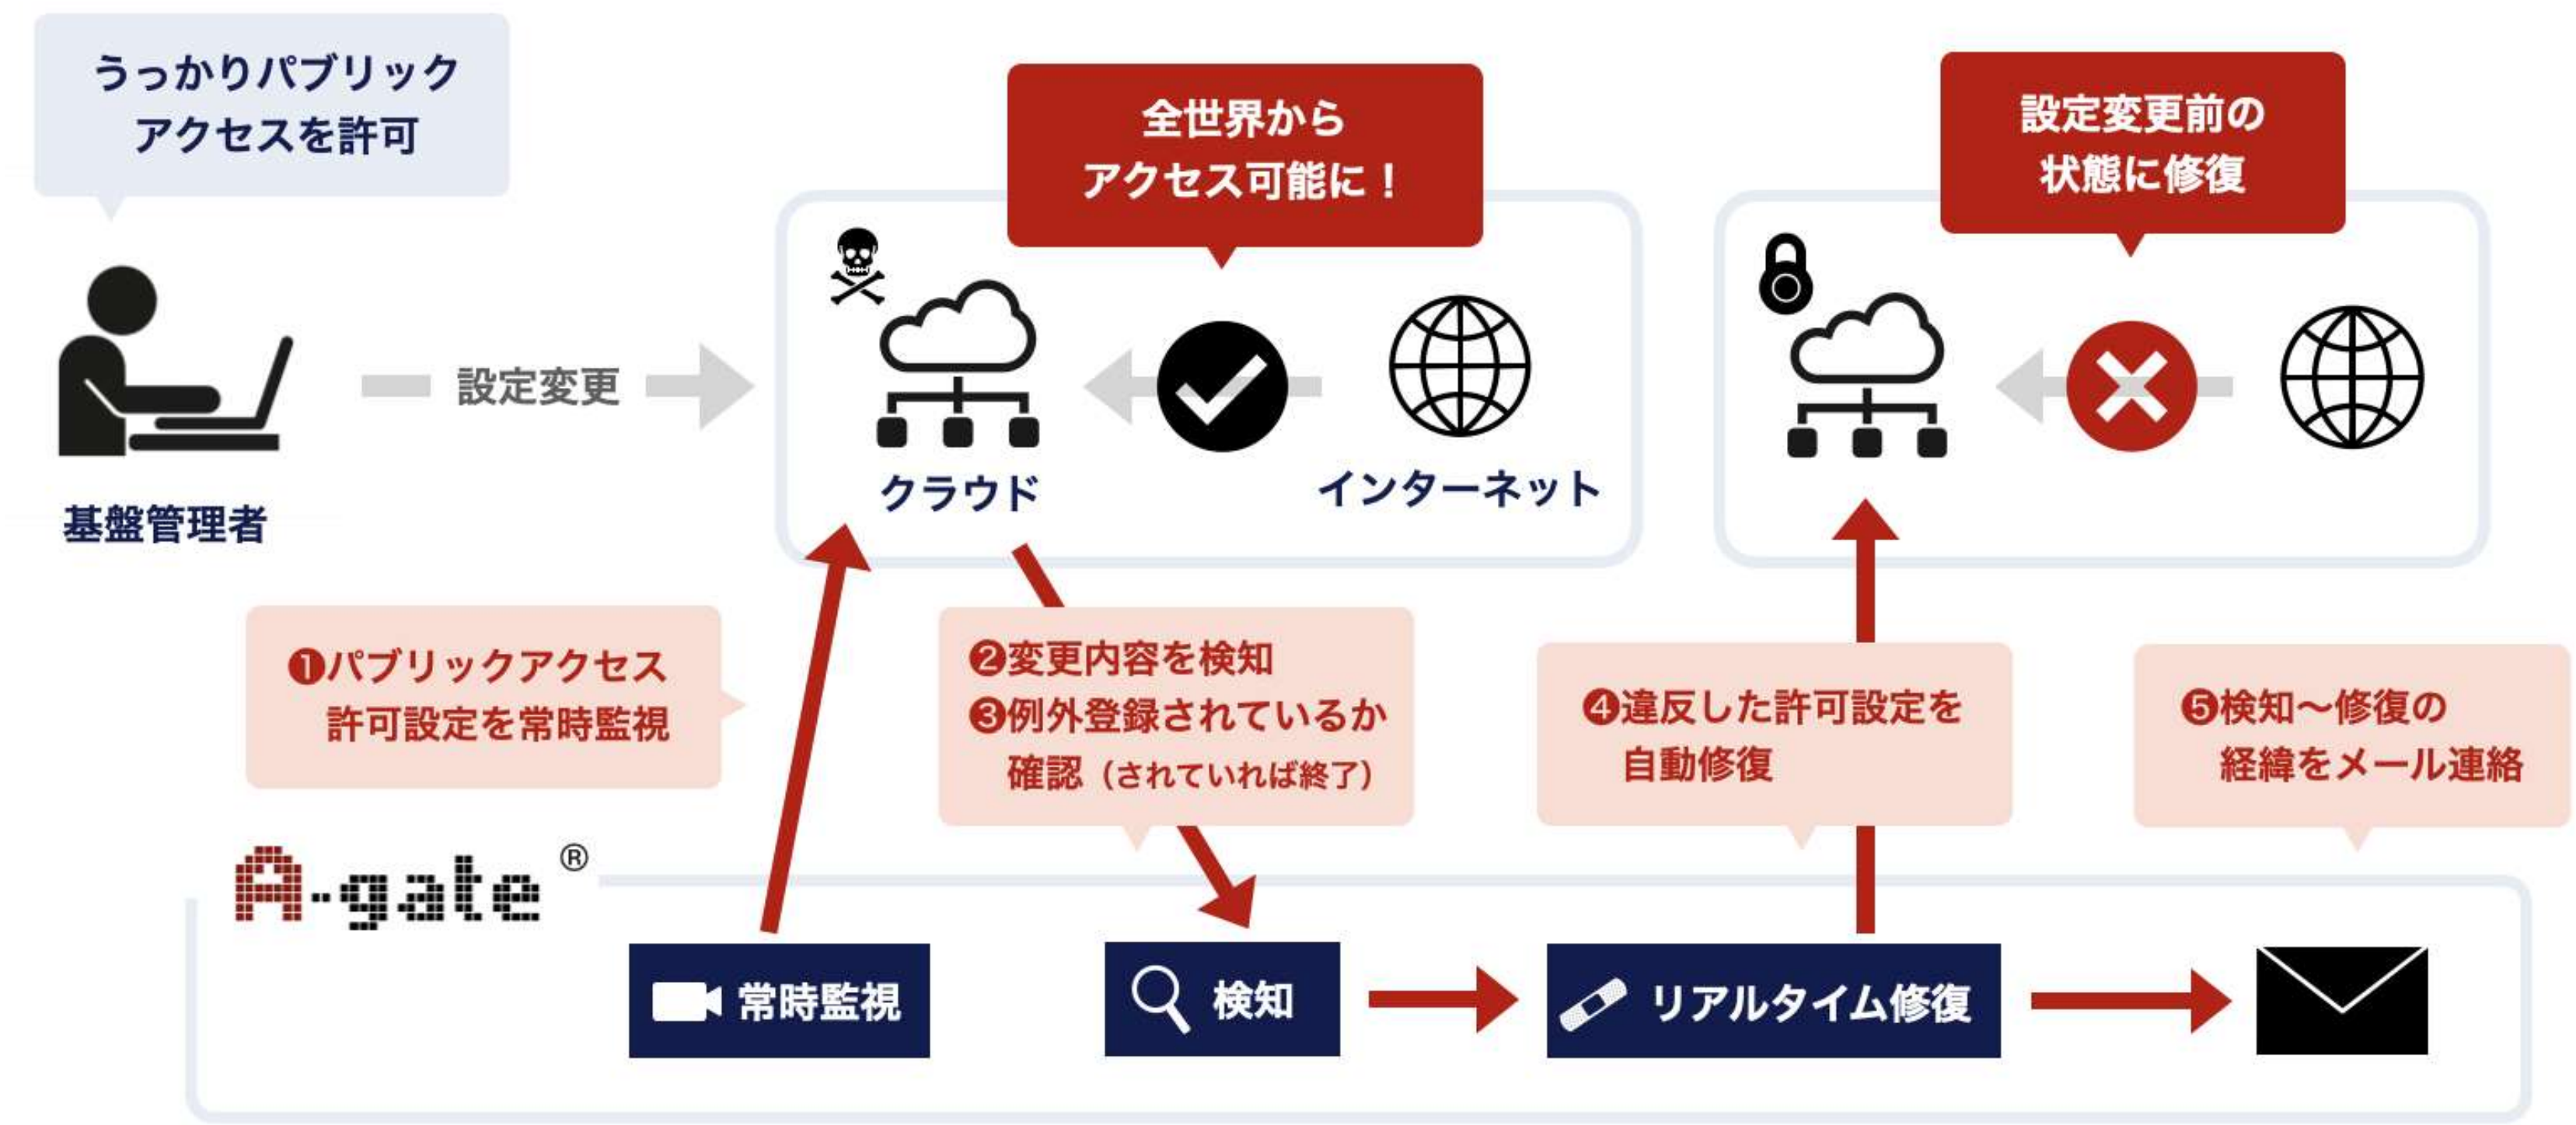 うっかりパブリック
アクセスを許可
全世界から
アクセス可能に！
設定変更前の
状態に修復
設定変更
クラウド
インターネット
基盤管理者
❶パブリックアクセス
許可設定を常時監視
❷変更内容を検知
❸例外登録されているか
確認（されていれば終了）
❹違反した許可設定を
自動修復
❺検知〜修復の
経緯をメール連絡
A-gate®
常時監視
検知
リアルタイム修復